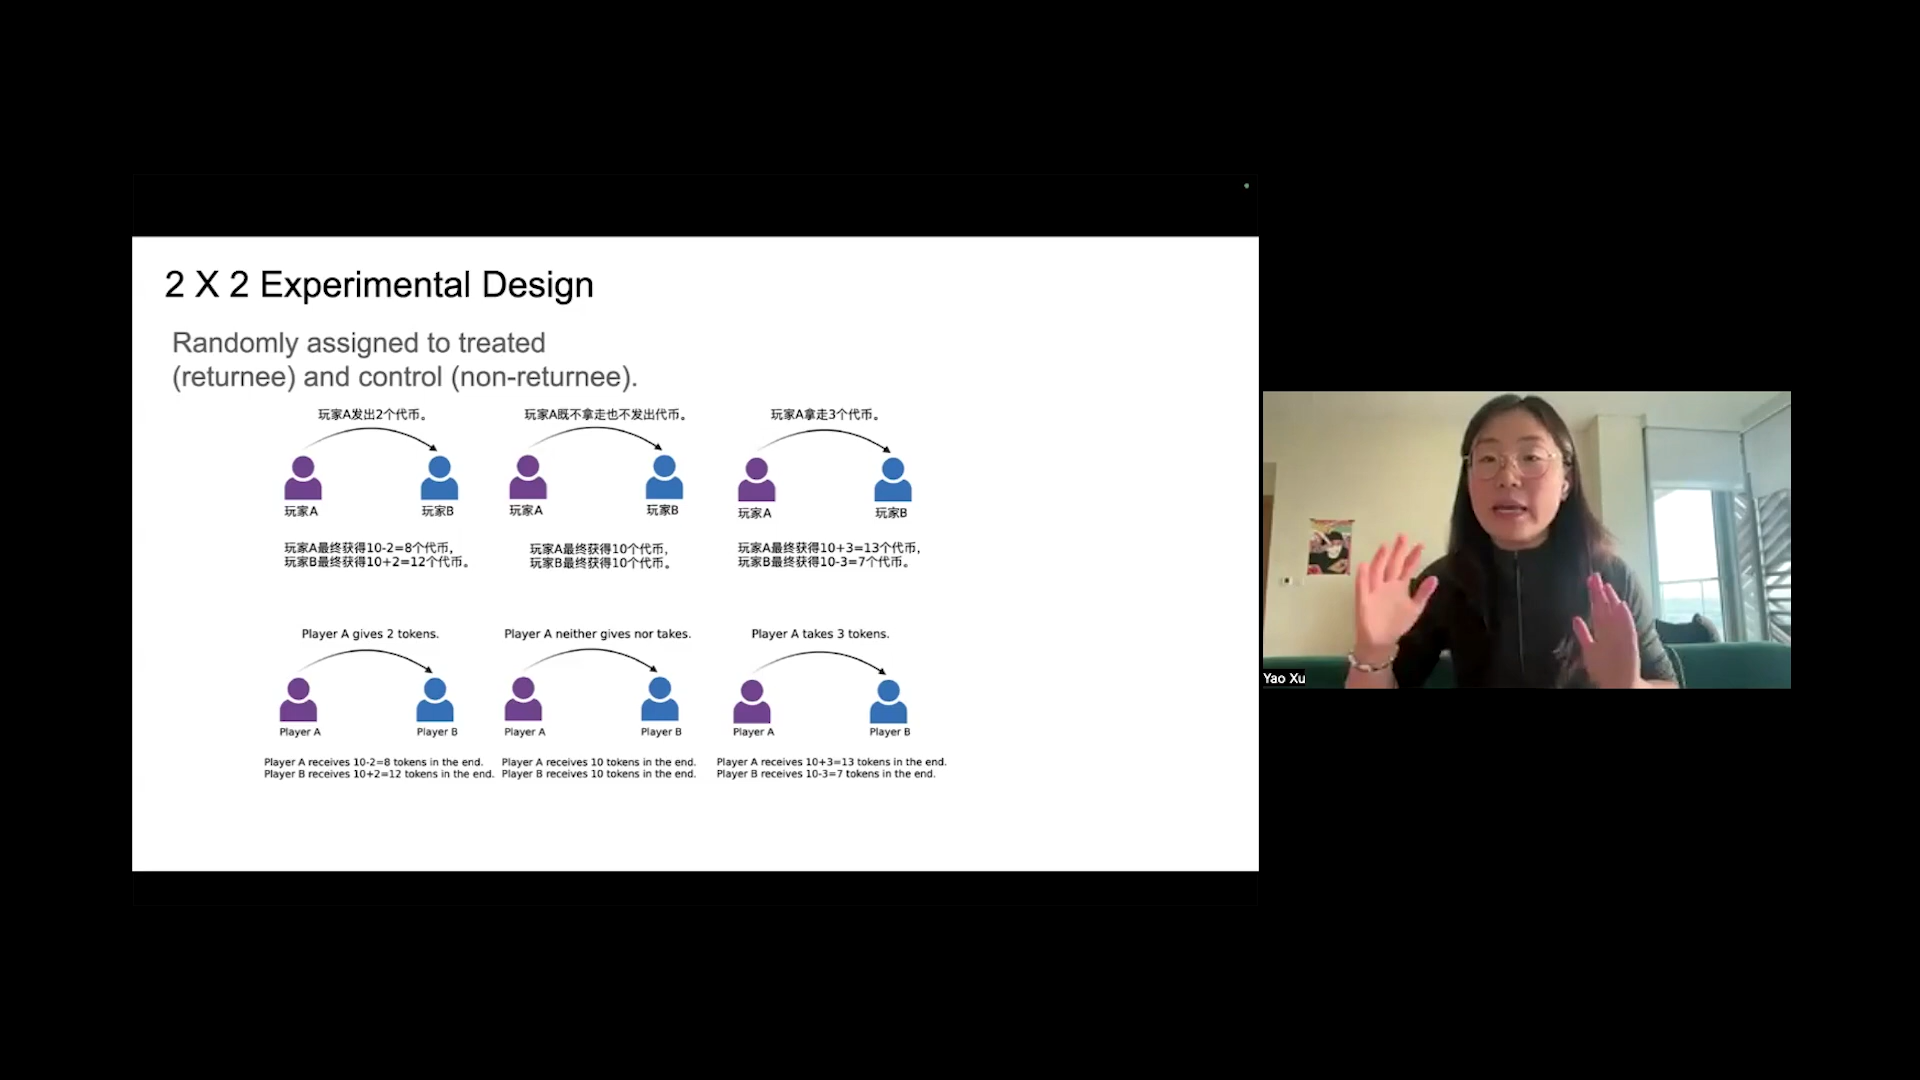 2 X 2 Experimental Design
Randomly assigned to treated
(returnee) and control (non-returnee).
玩家A发出2个代币。
玩家A既不拿走也不发出代币。
玩家A拿走3个代币。
玩家A
玩家B
玩家A
玩家B
玩家A
玩家B
玩家A最终获得10-2=8个代币,
玩家B最终获得10+2=12个代币。
玩家A最终获得10个代币,
玩家B最终获得10个代币。
玩家A最终获得10+3=13个代币,
玩家B最终获得10-3=7个代币。
Player A gives 2 tokens.
Player A neither gives nor takes.
Player A takes 3 tokens.
Player A
Player B
Player A
Player B
Player A
Player B
Player A receives 10-2=8 tokens in the end.
Player B receives 10+2=12 tokens in the end.
Player A receives 10 tokens in the end.
Player B receives 10 tokens in the end.
Player A receives 10+3=13 tokens in the end.
Player B receives 10-3=7 tokens in the end.
Yao Xu